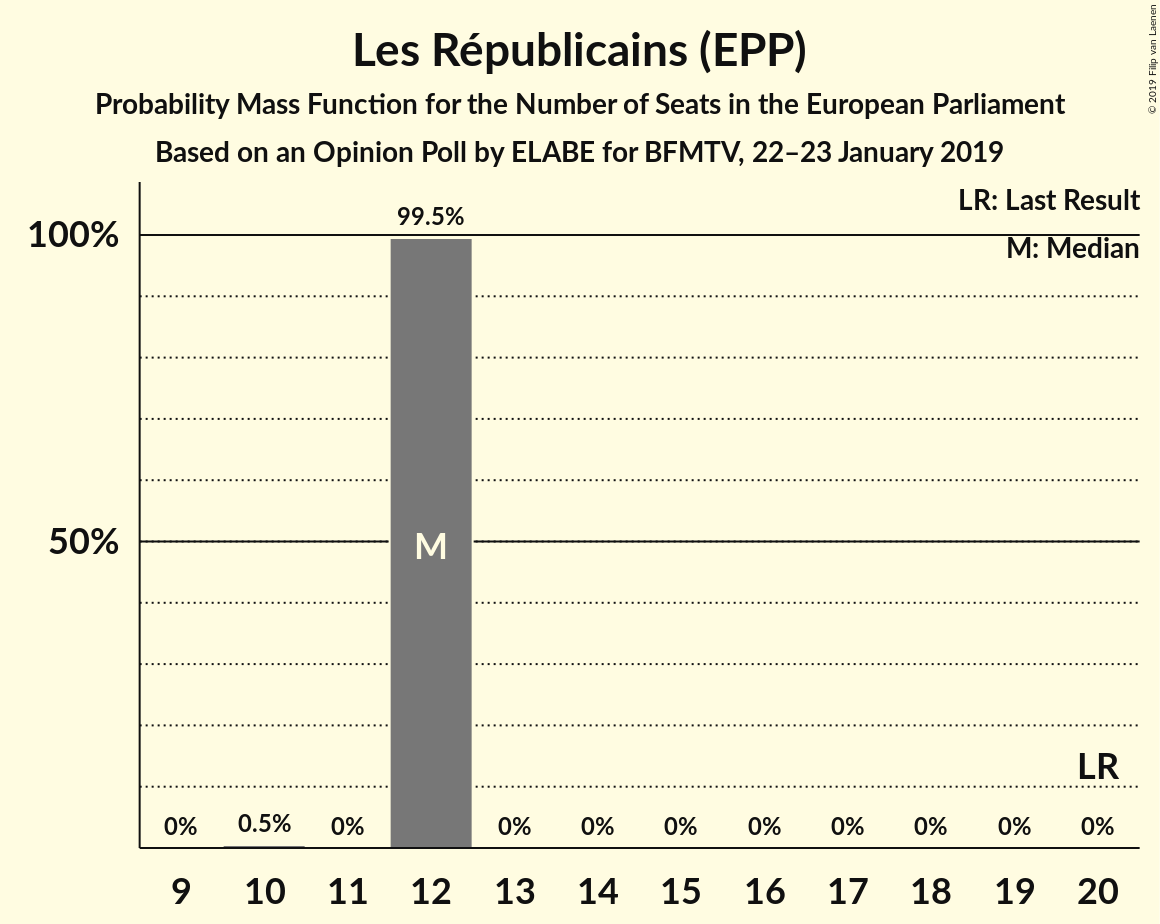 Les Républicains (EPP)
Probability Mass Function for the Number of Seats in the European Parliament
Based on an Opinion Poll by ELABE for BFMTV, 22–23 January 2019
© 2019 Filip van Laenen
LR: Last Result
M: Median
100%
50%
99.5%
M
LR
0% 0.5% 0% 0% 0% 0% 0% 0% 0% 0% 0%
9 10 11 12 13 14 15 16 17 18 19 20